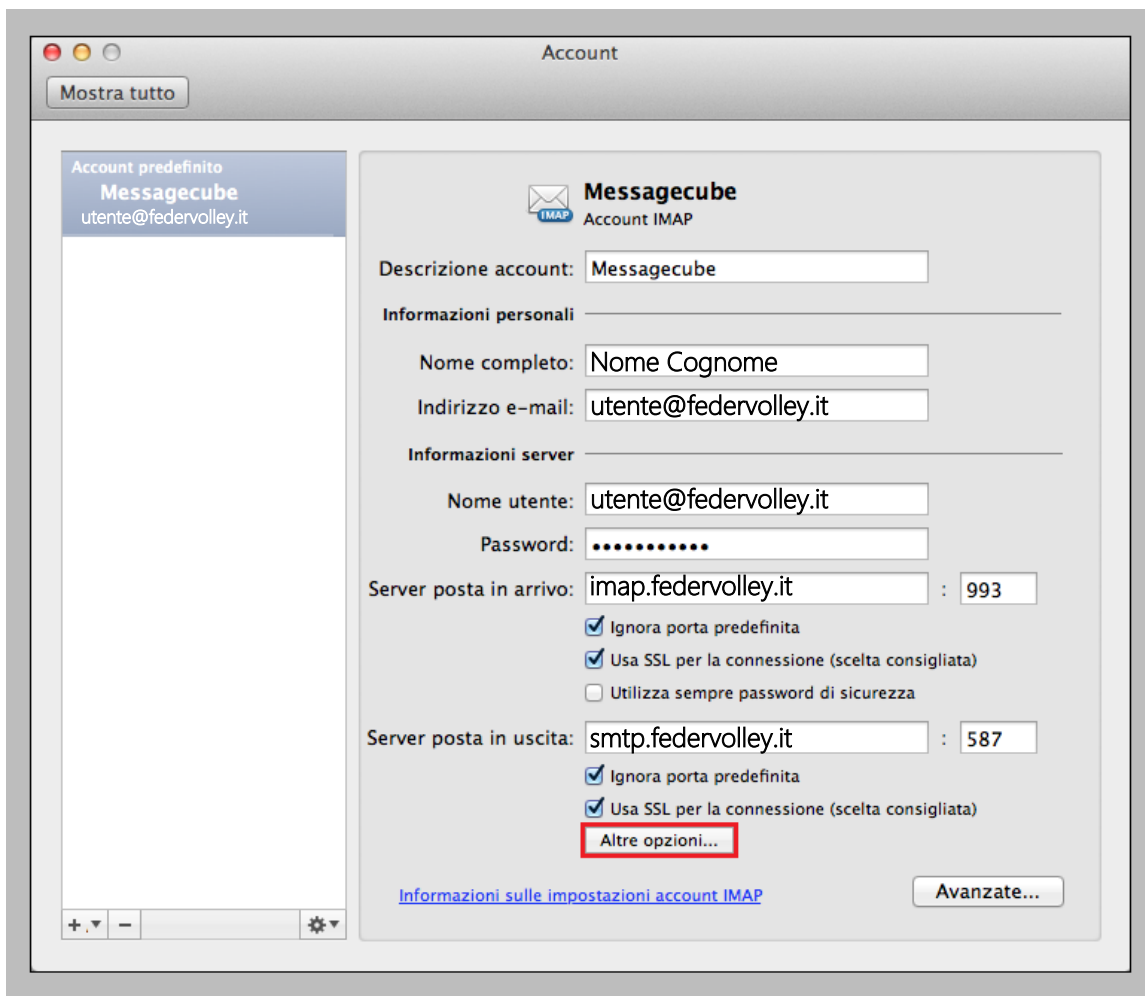 Account
Mostra tutto
Account predefinito
Messagecube
utente@federvolley.it
Messagecube
IMAP
Account IMAP
Descrizione account: Messagecube
Informazioni personali
Nome completo: Nome Cognome
Indirizzo e-mail: utente@federvolley.it
Informazioni server
Nome utente: utente@federvolley.it
Password: •••••••••••
Server posta in arrivo: imap.federvolley.it : 993
Ignora porta predefinita
Usa SSL per la connessione (scelta consigliata)
Utilizza sempre password di sicurezza
Server posta in uscita: smtp.federvolley.it : 587
Ignora porta predefinita
Usa SSL per la connessione (scelta consigliata)
Altre opzioni...
Informazioni sulle impostazioni account IMAP
Avanzate...